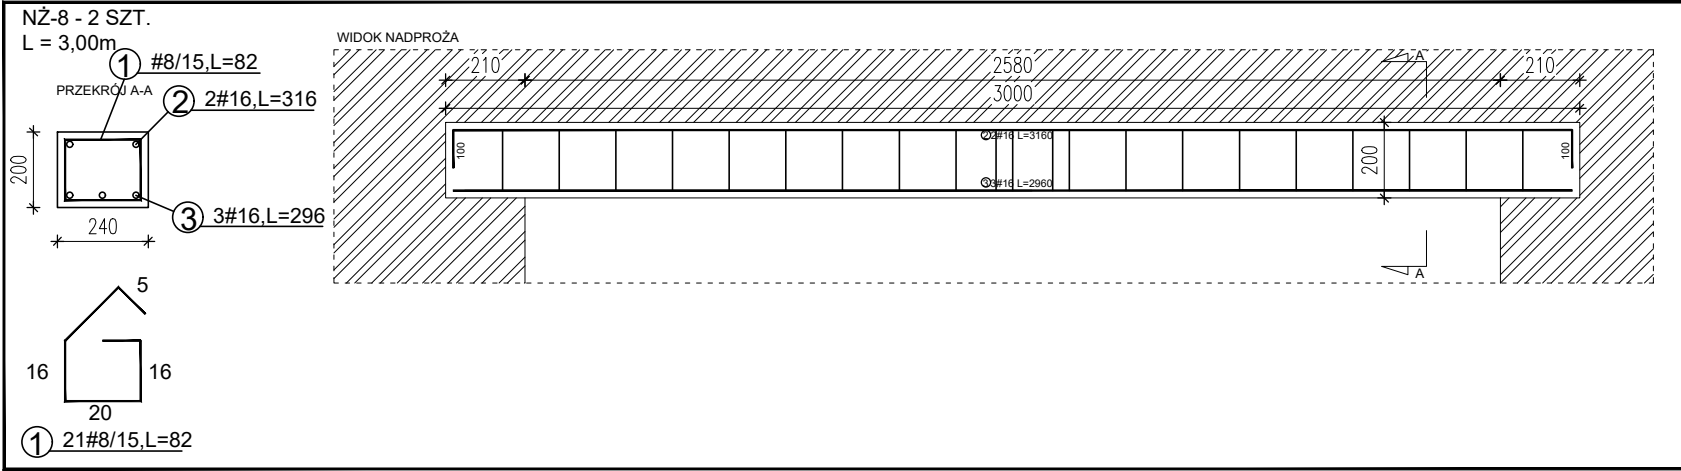 NŻ-8 - 2 SZT.
L = 3,00m
1 #8/15,L=82
PRZEKRÓJ A-A
2 2#16,L=316
200
240
3 3#16,L=296
5
16
16
20
1 21#8/15,L=82
WIDOK NADPROŻA
210
2580
210
3000
A
100
2 2#16 L=3160
200
100
3 3#16 L=2960
A